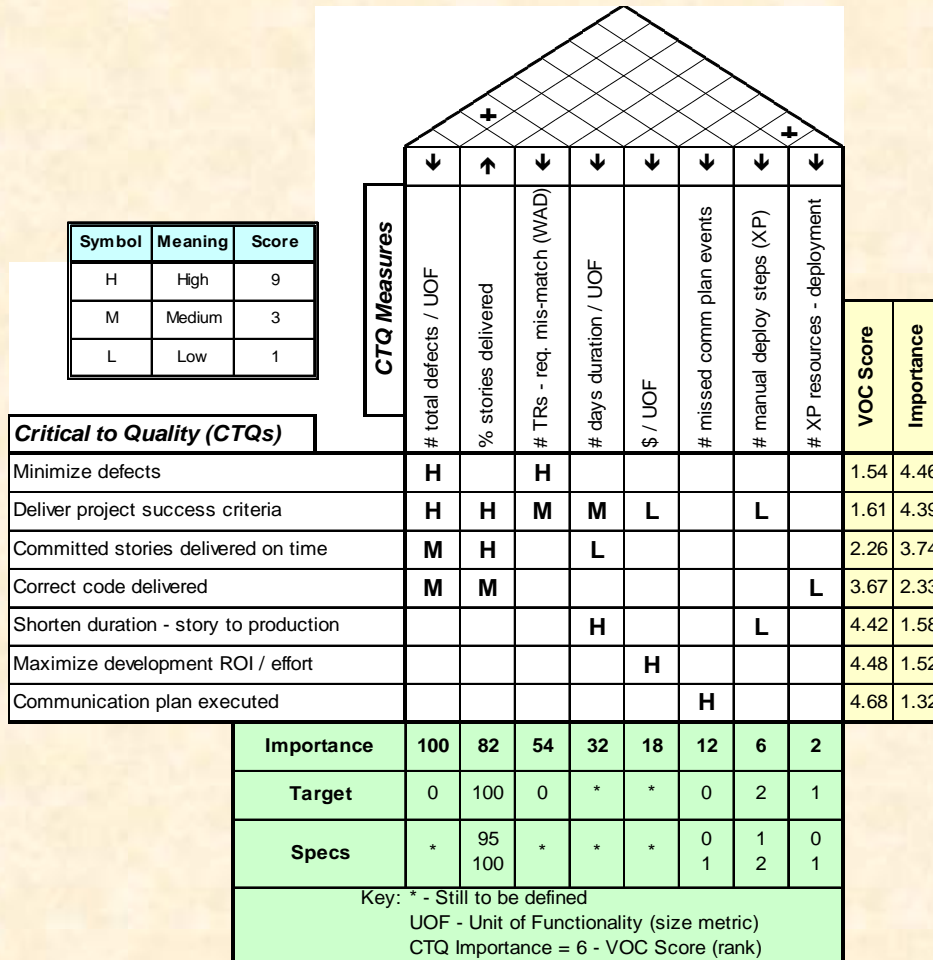 +
+
↓ ↑ ↓ ↓ ↓ ↓ ↓ ↓
Symbol Meaning Score
H High 9
M Medium 3
L Low 1
CTQ Measures
# total defects / UOF
% stories delivered
# TRs - req. mis-match (WAD)
# days duration / UOF
$ / UOF
# missed comm plan events
# manual deploy steps (XP)
# XP resources - deployment
VOC Score
Importance
Critical to Quality (CTQs)
Minimize defects H H 1.54 4.46
Deliver project success criteria H H M M L L 1.61 4.39
Committed stories delivered on time M H L 2.26 3.74
Correct code delivered M M L 3.67 2.33
Shorten duration - story to production H L 4.42 1.58
Maximize development ROI / effort H 4.48 1.52
Communication plan executed H 4.68 1.32
Importance 100 82 54 32 18 12 6 2
Target 0 100 0 * * 0 2 1
Specs * 95 100 * * * 0 1 1 2 0 1
Key: * - Still to be defined
UOF - Unit of Functionality (size metric)
CTQ Importance = 6 - VOC Score (rank)